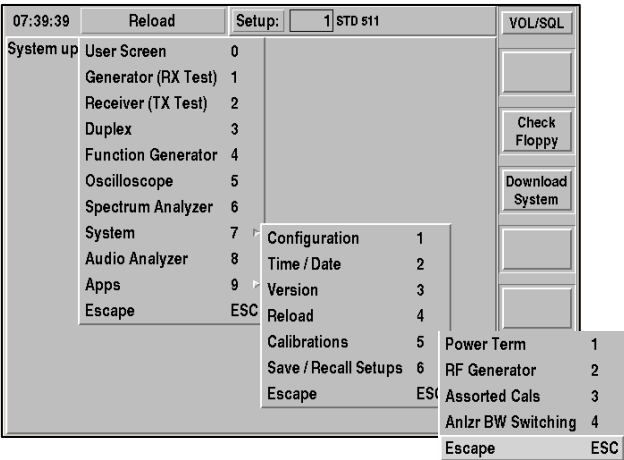 07:39:39 Reload Setup: 1 STD 511 VOL/SQL
System up
User Screen 0
Generator (RX Test) 1
Receiver (TX Test) 2
Duplex 3
Function Generator 4
Oscilloscope 5
Spectrum Analyzer 6
System 7
Audio Analyzer 8
Apps 9
Escape ESC
Check
Floppy
Download
System
Configuration 1
Time / Date 2
Version 3
Reload 4
Calibrations 5
Save / Recall Setups 6
Escape ESC
Power Term 1
RF Generator 2
Assorted Cals 3
Anlzr BW Switching 4
Escape ESC